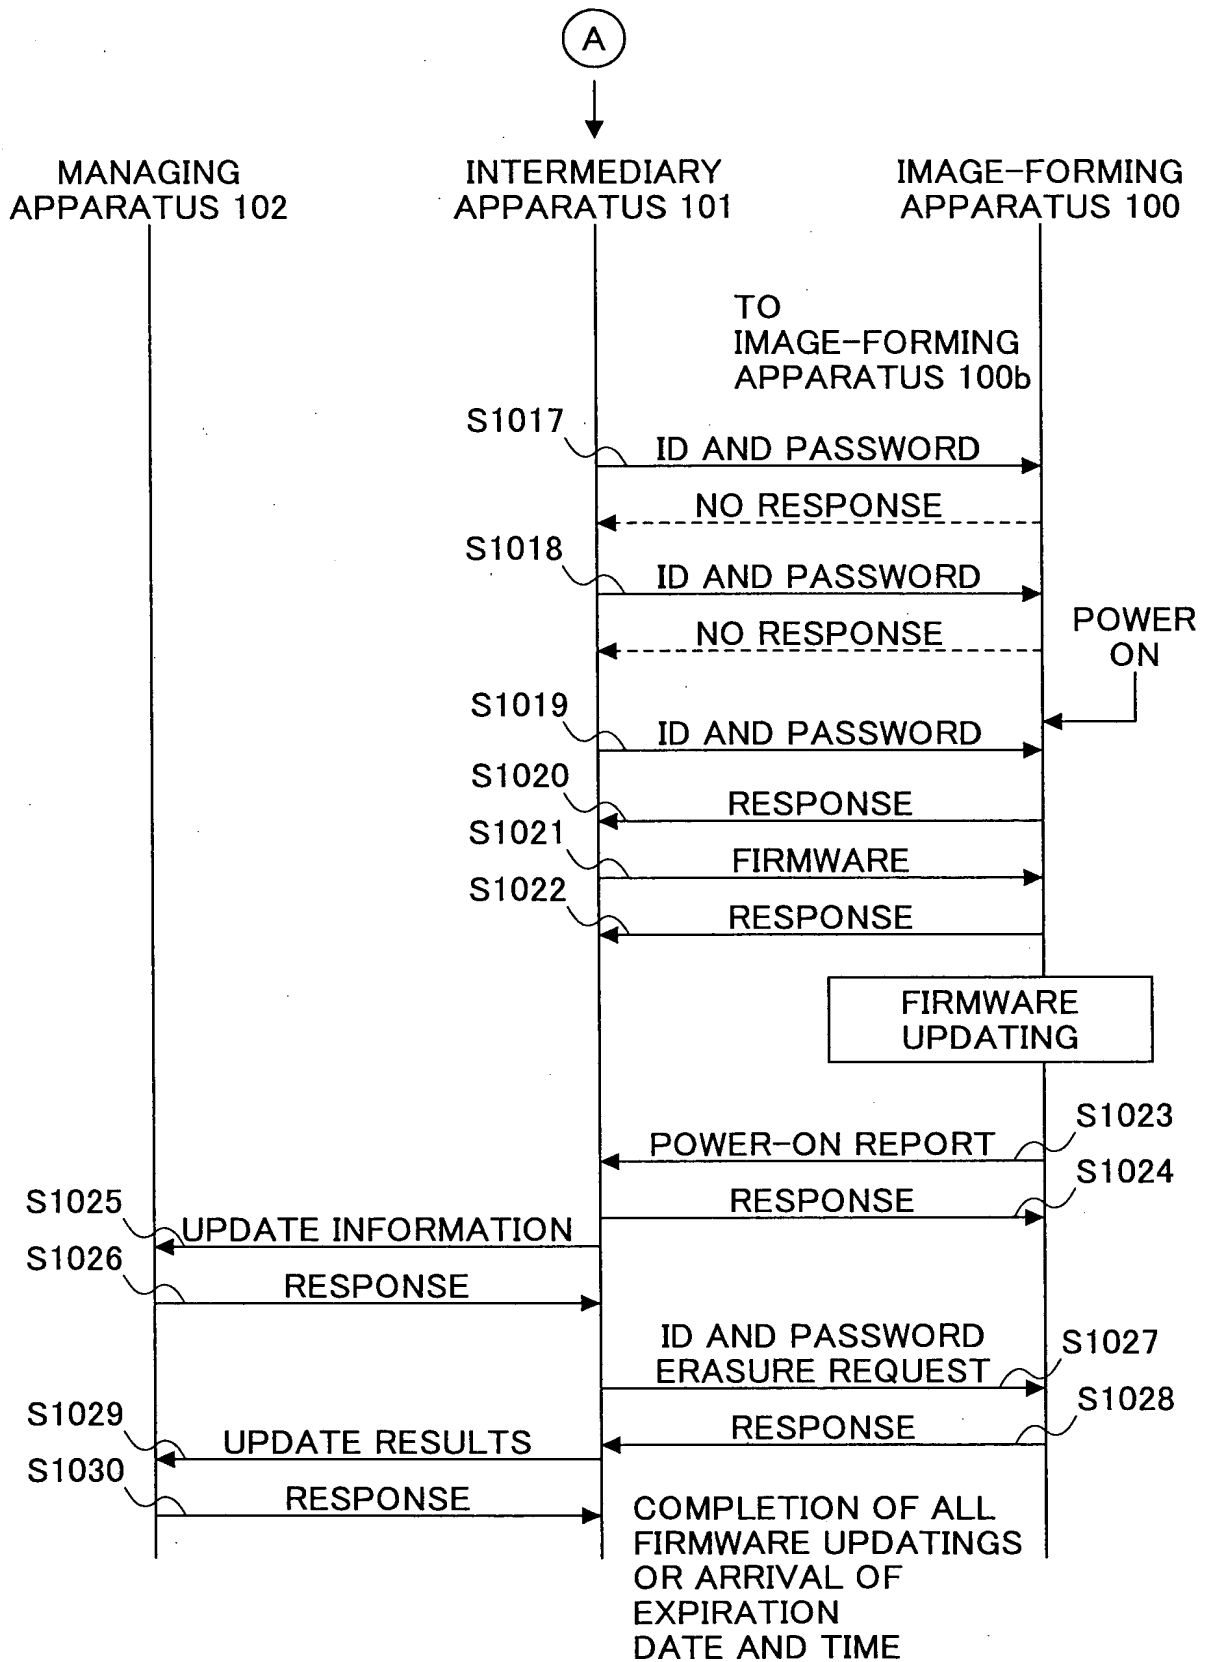 A
MANAGING
APPARATUS 102
INTERMEDIARY
APPARATUS 101
IMAGE-FORMING
APPARATUS 100
TO
IMAGE-FORMING
APPARATUS 100b
S1017
ID AND PASSWORD
NO RESPONSE
S1018
ID AND PASSWORD
NO RESPONSE
POWER
ON
S1019
ID AND PASSWORD
S1020
RESPONSE
S1021
FIRMWARE
S1022
RESPONSE
FIRMWARE
UPDATING
S1023
POWER-ON REPORT
S1024
RESPONSE
S1025
UPDATE INFORMATION
S1026
RESPONSE
ID AND PASSWORD
ERASURE REQUEST
S1027
S1028
RESPONSE
S1029
UPDATE RESULTS
S1030
RESPONSE
COMPLETION OF ALL
FIRMWARE UPDATINGS
OR ARRIVAL OF
EXPIRATION
DATE AND TIME